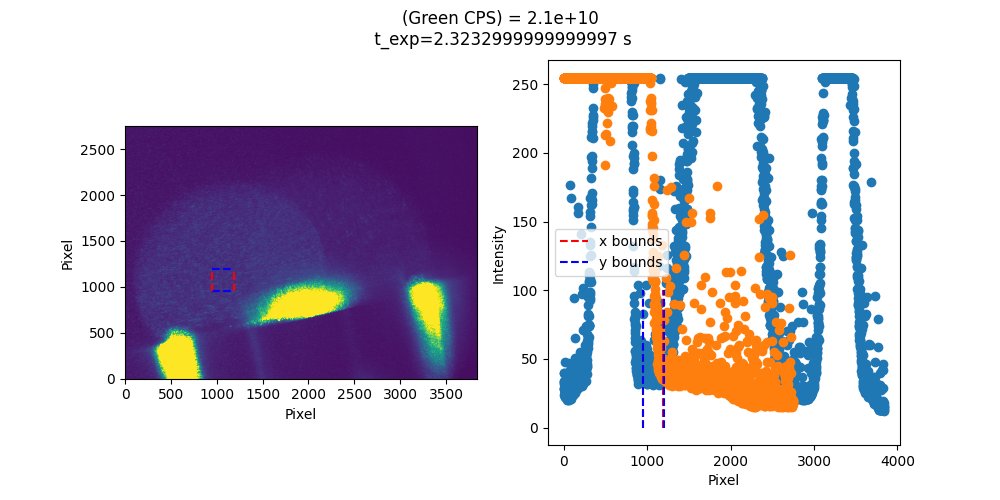 (Green CPS) = 2.1e+10
t_exp=2.3232999999999997 s
2500
2000
1500
1000
500
0
Pixel
0 500 1000 1500 2000 2500 3000 3500
Pixel
250
200
150
100
50
0
Intensity
x bounds
y bounds
0 1000 2000 3000 4000
Pixel